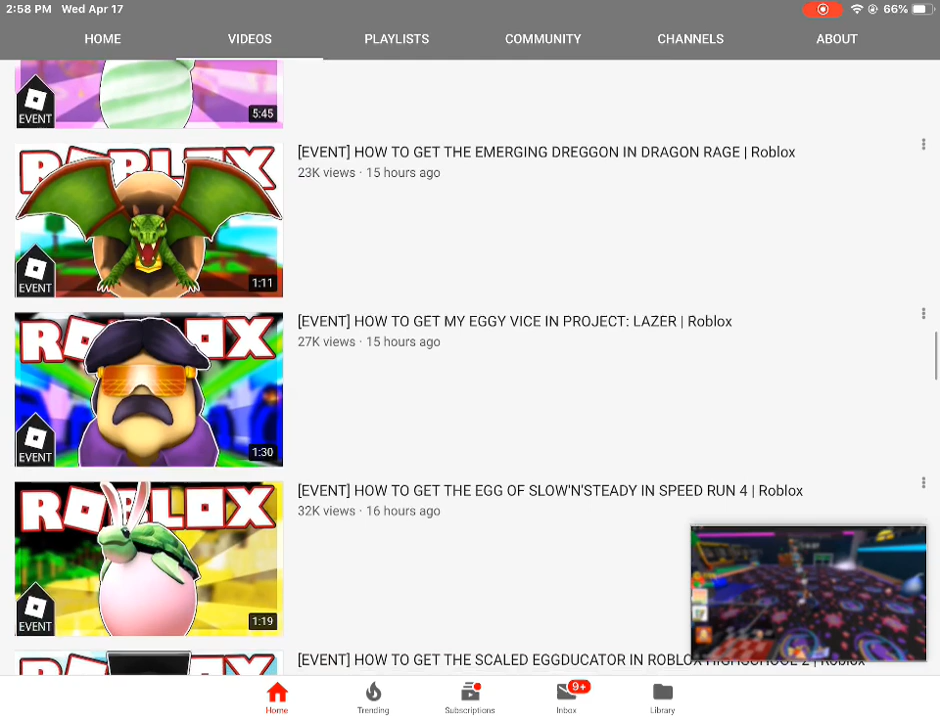 2:58 PM Wed Apr 17 66%
HOME VIDEOS PLAYLISTS COMMUNITY CHANNELS ABOUT
EVENT
5:45
ROBLOX
EVENT
1:11
[EVENT] HOW TO GET THE EMERGING DREGGON IN DRAGON RAGE | Roblox
23K views · 15 hours ago
ROBLOX
EVENT
1:30
[EVENT] HOW TO GET MY EGGY VICE IN PROJECT: LAZER | Roblox
27K views · 15 hours ago
ROBLOX
EVENT
1:19
[EVENT] HOW TO GET THE EGG OF SLOW'N'STEADY IN SPEED RUN 4 | Roblox
32K views · 16 hours ago
[EVENT] HOW TO GET THE SCALED EGGDUCATOR IN ROBLOX HIGHSCHOOL 2 | Roblox
9+
Home Trending Subscriptions Inbox Library